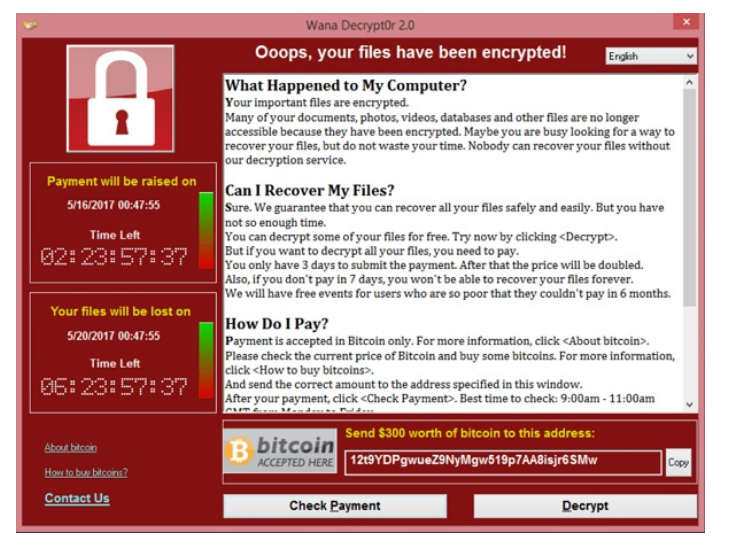 Wana Decrypt0r 2.0
Ooops, your files have been encrypted!
English
Payment will be raised on
5/16/2017 00:47:55
Time Left
02:23:57:37
Your files will be lost on
5/20/2017 00:47:55
Time Left
06:23:57:37
About bitcoin
How to buy bitcoins?
Contact Us
What Happened to My Computer?
Your important files are encrypted.
Many of your documents, photos, videos, databases and other files are no longer
accessible because they have been encrypted. Maybe you are busy looking for a way to
recover your files, but do not waste your time. Nobody can recover your files without
our decryption service.
Can I Recover My Files?
Sure. We guarantee that you can recover all your files safely and easily. But you have
not so enough time.
You can decrypt some of your files for free. Try now by clicking <Decrypt>.
But if you want to decrypt all your files, you need to pay.
You only have 3 days to submit the payment. After that the price will be doubled.
Also, if you don't pay in 7 days, you won't be able to recover your files forever.
We will have free events for users who are so poor that they couldn't pay in 6 months.
How Do I Pay?
Payment is accepted in Bitcoin only. For more information, click <About bitcoin>.
Please check the current price of Bitcoin and buy some bitcoins. For more information,
click <How to buy bitcoins>.
And send the correct amount to the address specified in this window.
After your payment, click <Check Payment>. Best time to check: 9:00am - 11:00am
GMT from Monday to Friday.
bitcoin
ACCEPTED HERE
Send $300 worth of bitcoin to this address:
12t9YDPgwueZ9NyMgw519p7AA8isjr6SMw
Copy
Check Payment
Decrypt